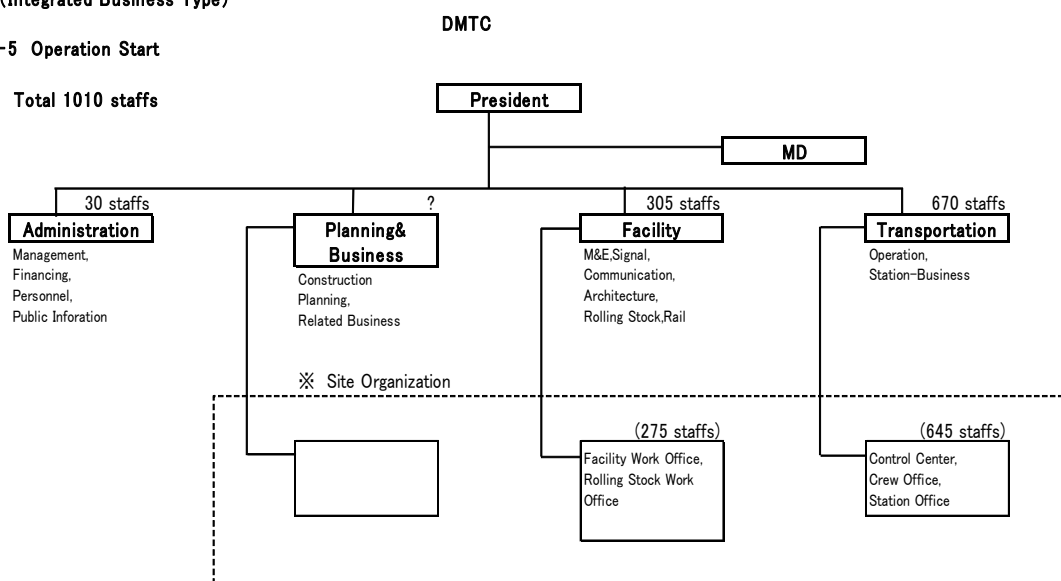 (Integrated Business Type)
DMTC
-5 Operation Start
Total 1010 staffs
President
MD
30 staffs
Administration
Management,
Financing,
Personnel,
Public Inforation
?
Planning&
Business
Construction
Planning,
Related Business
305 staffs
Facility
M&E,Signal,
Communication,
Architecture,
Rolling Stock,Rail
670 staffs
Transportation
Operation,
Station-Business
※ Site Organization
(275 staffs)
Facility Work Office,
Rolling Stock Work
Office
(645 staffs)
Control Center,
Crew Office,
Station Office